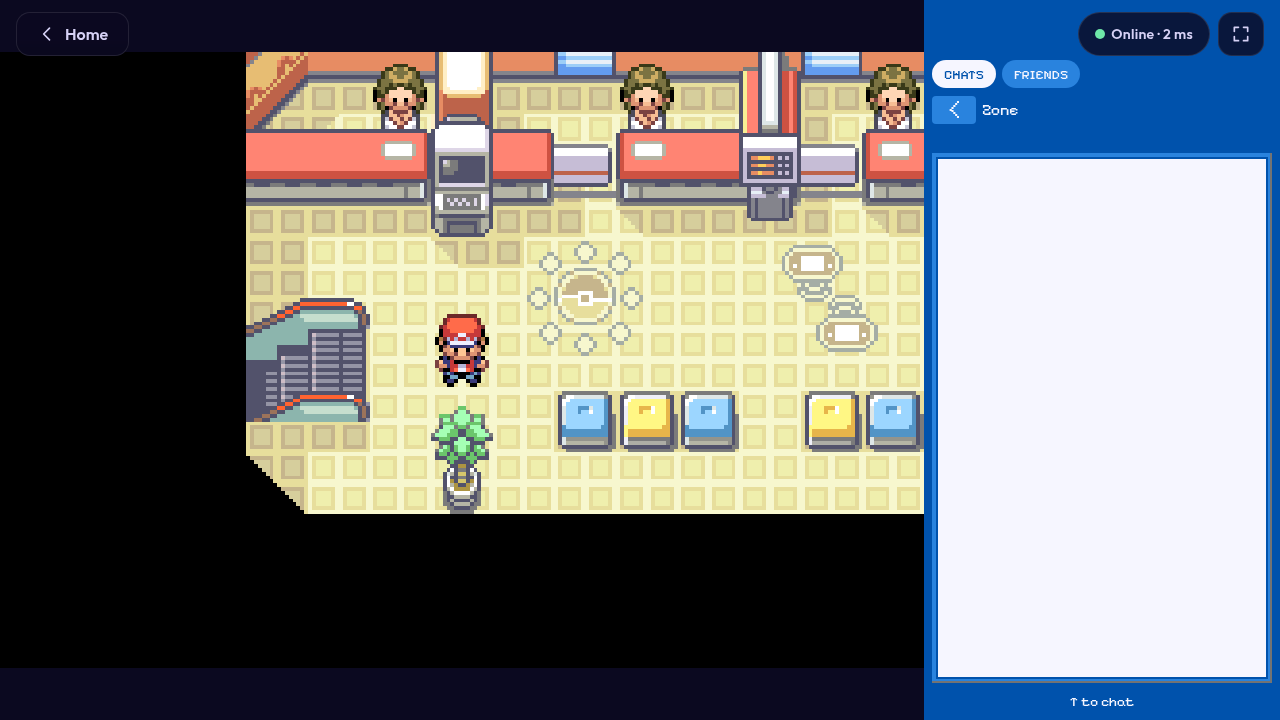 Home
Online · 2 ms
CHATS
FRIENDS
Zone
↑ to chat